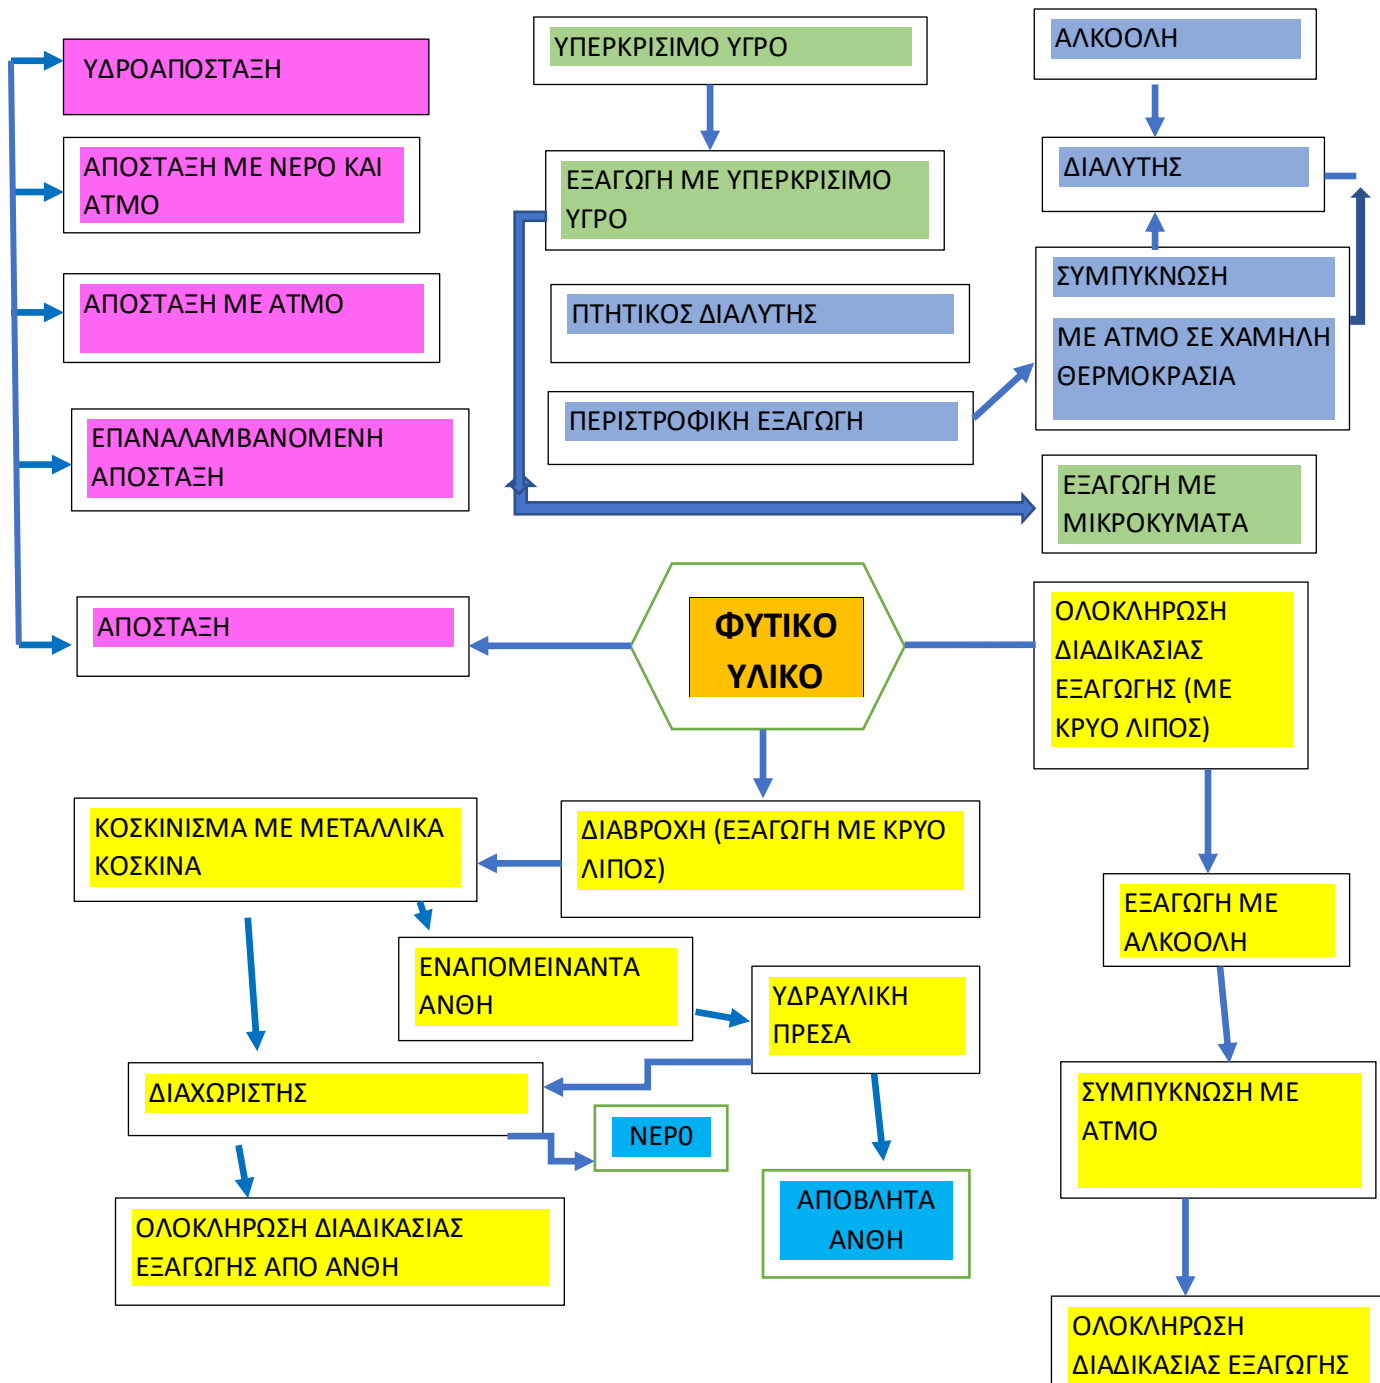 ΥΔΡΟΑΠΟΣΤΑΞΗ
ΑΠΟΣΤΑΞΗ ΜΕ ΝΕΡΟ ΚΑΙ
ΑΤΜΟ
ΑΠΟΣΤΑΞΗ ΜΕ ΑΤΜΟ
ΕΠΑΝΑΛΑΜΒΑΝΟΜΕΝΗ
ΑΠΟΣΤΑΞΗ
ΑΠΟΣΤΑΞΗ
ΥΠΕΡΚΡΙΣΙΜΟ ΥΓΡΟ
ΕΞΑΓΩΓΗ ΜΕ ΥΠΕΡΚΡΙΣΙΜΟ
ΥΓΡΟ
ΠΤΗΤΙΚΟΣ ΔΙΑΛΥΤΗΣ
ΠΕΡΙΣΤΡΟΦΙΚΗ ΕΞΑΓΩΓΗ
ΑΛΚΟΟΛΗ
ΔΙΑΛΥΤΗΣ
ΣΥΜΠΥΚΝΩΣΗ
ΜΕ ΑΤΜΟ ΣΕ ΧΑΜΗΛΗ
ΘΕΡΜΟΚΡΑΣΙΑ
ΕΞΑΓΩΓΗ ΜΕ
ΜΙΚΡΟΚΥΜΑΤΑ
ΦΥΤΙΚΟ
ΥΛΙΚΟ
ΟΛΟΚΛΗΡΩΣΗ
ΔΙΑΔΙΚΑΣΙΑΣ
ΕΞΑΓΩΓΗΣ (ΜΕ
ΚΡΥΟ ΛΙΠΟΣ)
ΚΟΣΚΙΝΙΣΜΑ ΜΕ ΜΕΤΑΛΛΙΚΑ
ΚΟΣΚΙΝΑ
ΔΙΑΒΡΟΧΗ (ΕΞΑΓΩΓΗ ΜΕ ΚΡΥΟ
ΛΙΠΟΣ)
ΕΝΑΠΟΜΕΙΝΑΝΤΑ
ΑΝΘΗ
ΥΔΡΑΥΛΙΚΗ
ΠΡΕΣΑ
ΔΙΑΧΩΡΙΣΤΗΣ
ΝΕΡ0
ΑΠΟΒΛΗΤΑ
ΑΝΘΗ
ΟΛΟΚΛΗΡΩΣΗ ΔΙΑΔΙΚΑΣΙΑΣ
ΕΞΑΓΩΓΗΣ ΑΠΟ ΑΝΘΗ
ΕΞΑΓΩΓΗ ΜΕ
ΑΛΚΟΟΛΗ
ΣΥΜΠΥΚΝΩΣΗ ΜΕ
ΑΤΜΟ
ΟΛΟΚΛΗΡΩΣΗ
ΔΙΑΔΙΚΑΣΙΑΣ ΕΞΑΓΩΓΗΣ